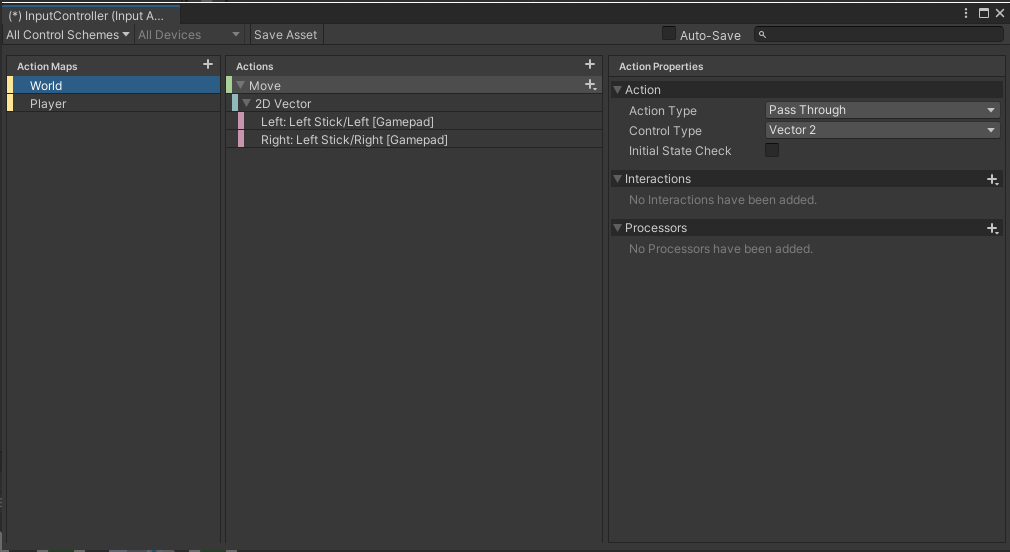 (*) InputController (Input A...
All Control Schemes All Devices Save Asset Auto-Save
Action Maps
World
Player
Actions
Move
2D Vector
Left: Left Stick/Left [Gamepad]
Right: Left Stick/Right [Gamepad]
Action Properties
Action
Action Type Pass Through
Control Type Vector 2
Initial State Check
Interactions
No Interactions have been added.
Processors
No Processors have been added.